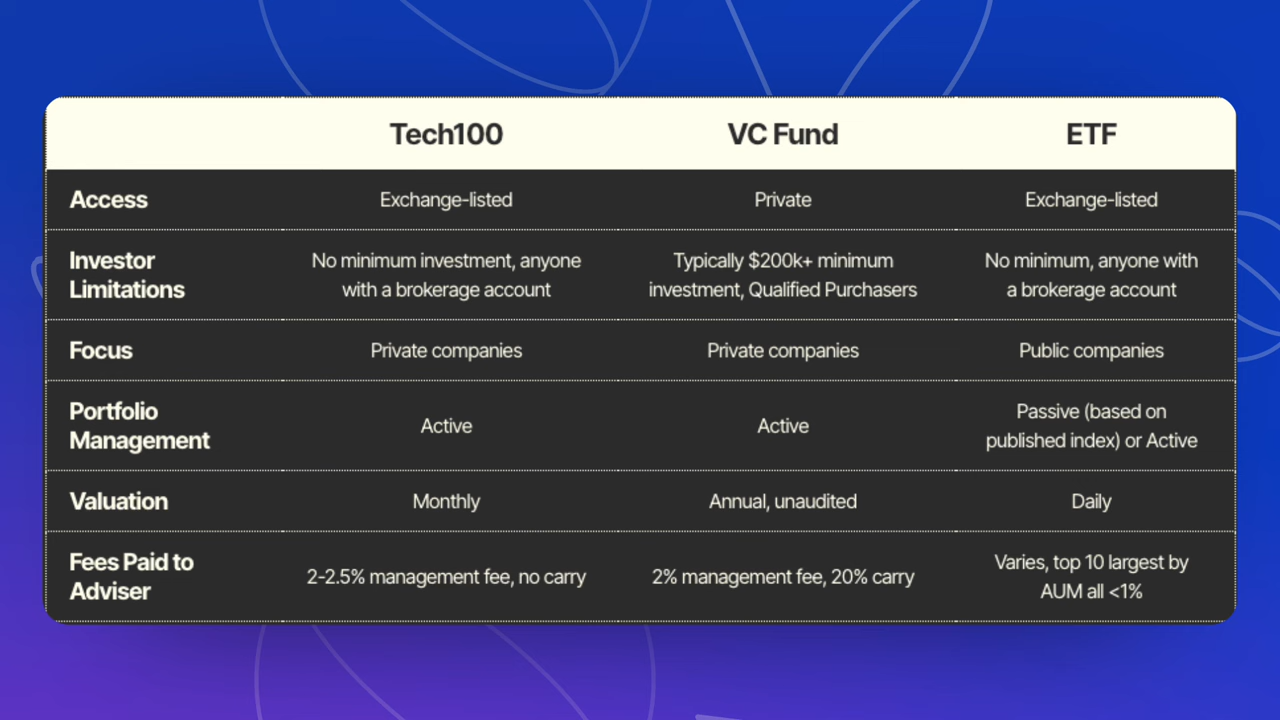 Tech100 VC Fund ETF
Access Exchange-listed Private Exchange-listed
Investor Limitations
No minimum investment, anyone
with a brokerage account
Typically $200k+ minimum
investment, Qualified Purchasers
No minimum, anyone with
a brokerage account
Focus Private companies Private companies Public companies
Portfolio
Management
Active
Active
Passive (based on
published index) or Active
Valuation Monthly Annual, unaudited Daily
Fees Paid to
Adviser
2-2.5% management fee, no carry
2% management fee, 20% carry
Varies, top 10 largest by
AUM all <1%